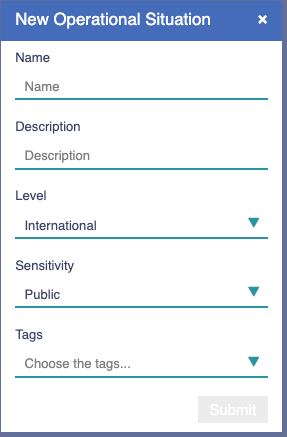 New Operational Situation ×
Name
Name
Description
Description
Level
International
Sensitivity
Public
Tags
Choose the tags...
Submit